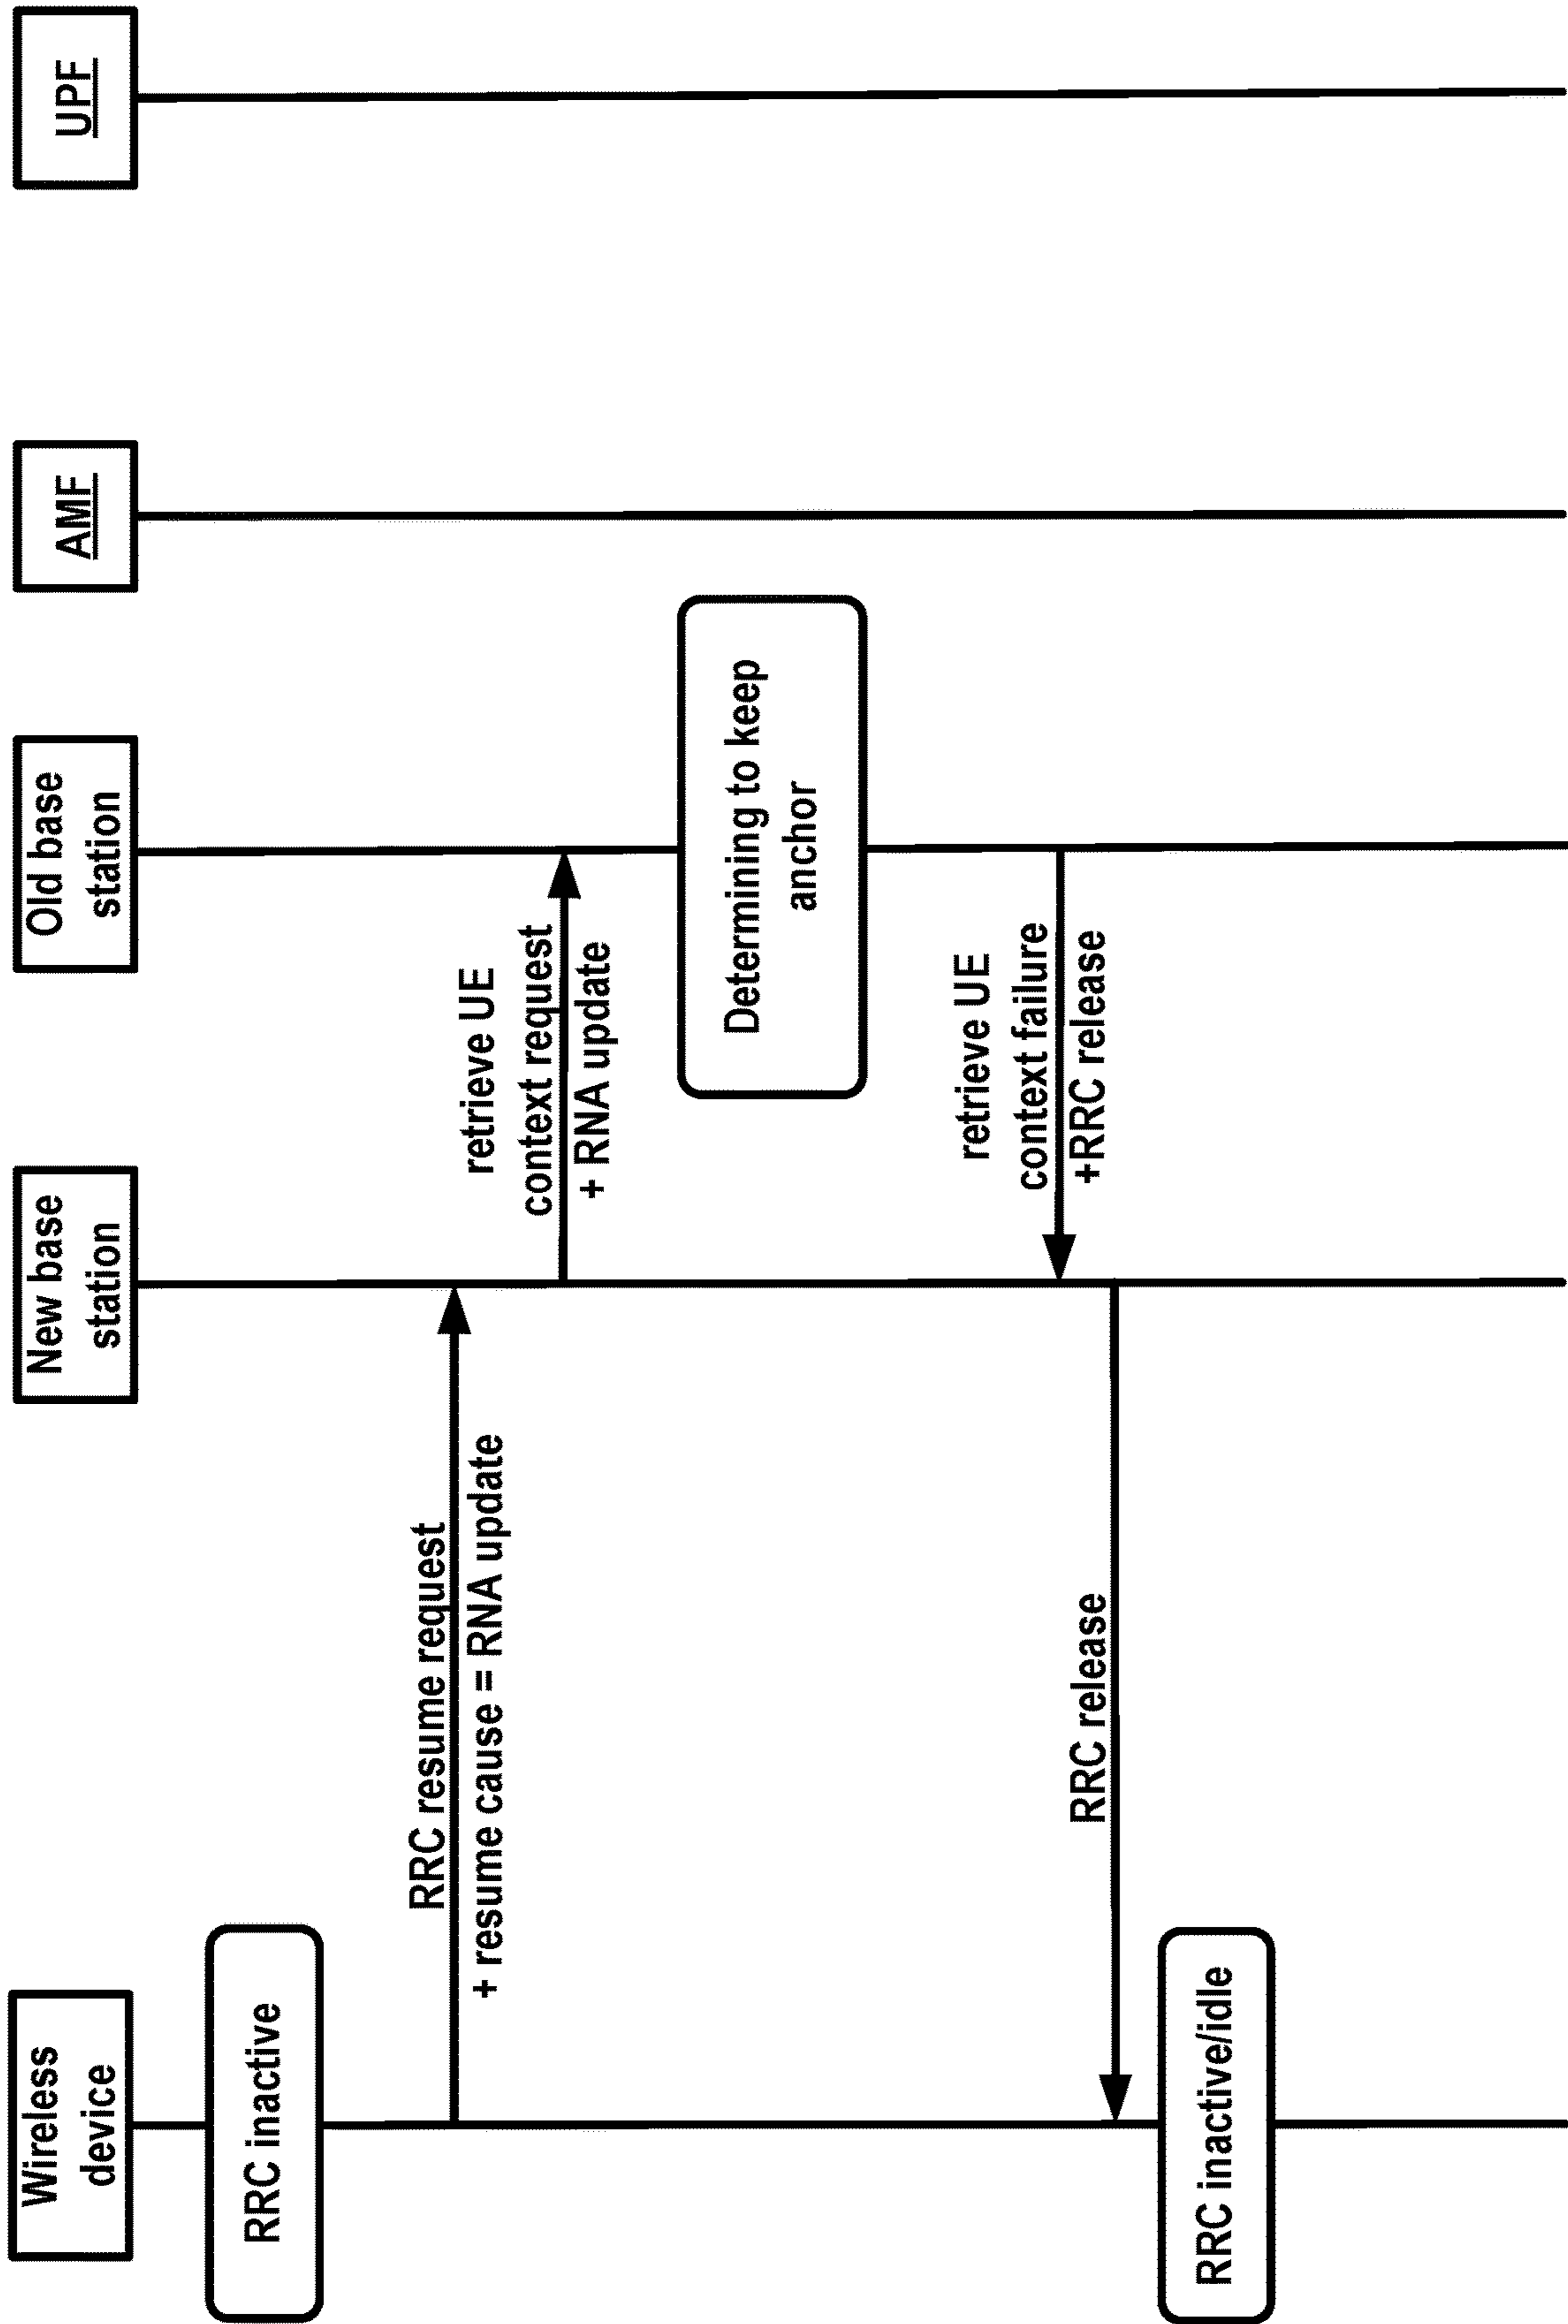 Wireless
device
New base
station
Old base
station
AMF
UPF
RRC inactive
RRC resume request
+ resume cause = RNA update
retrieve UE
context request
+ RNA update
Determining to keep
anchor
retrieve UE
context failure
+RRC release
RRC release
RRC inactive/idle